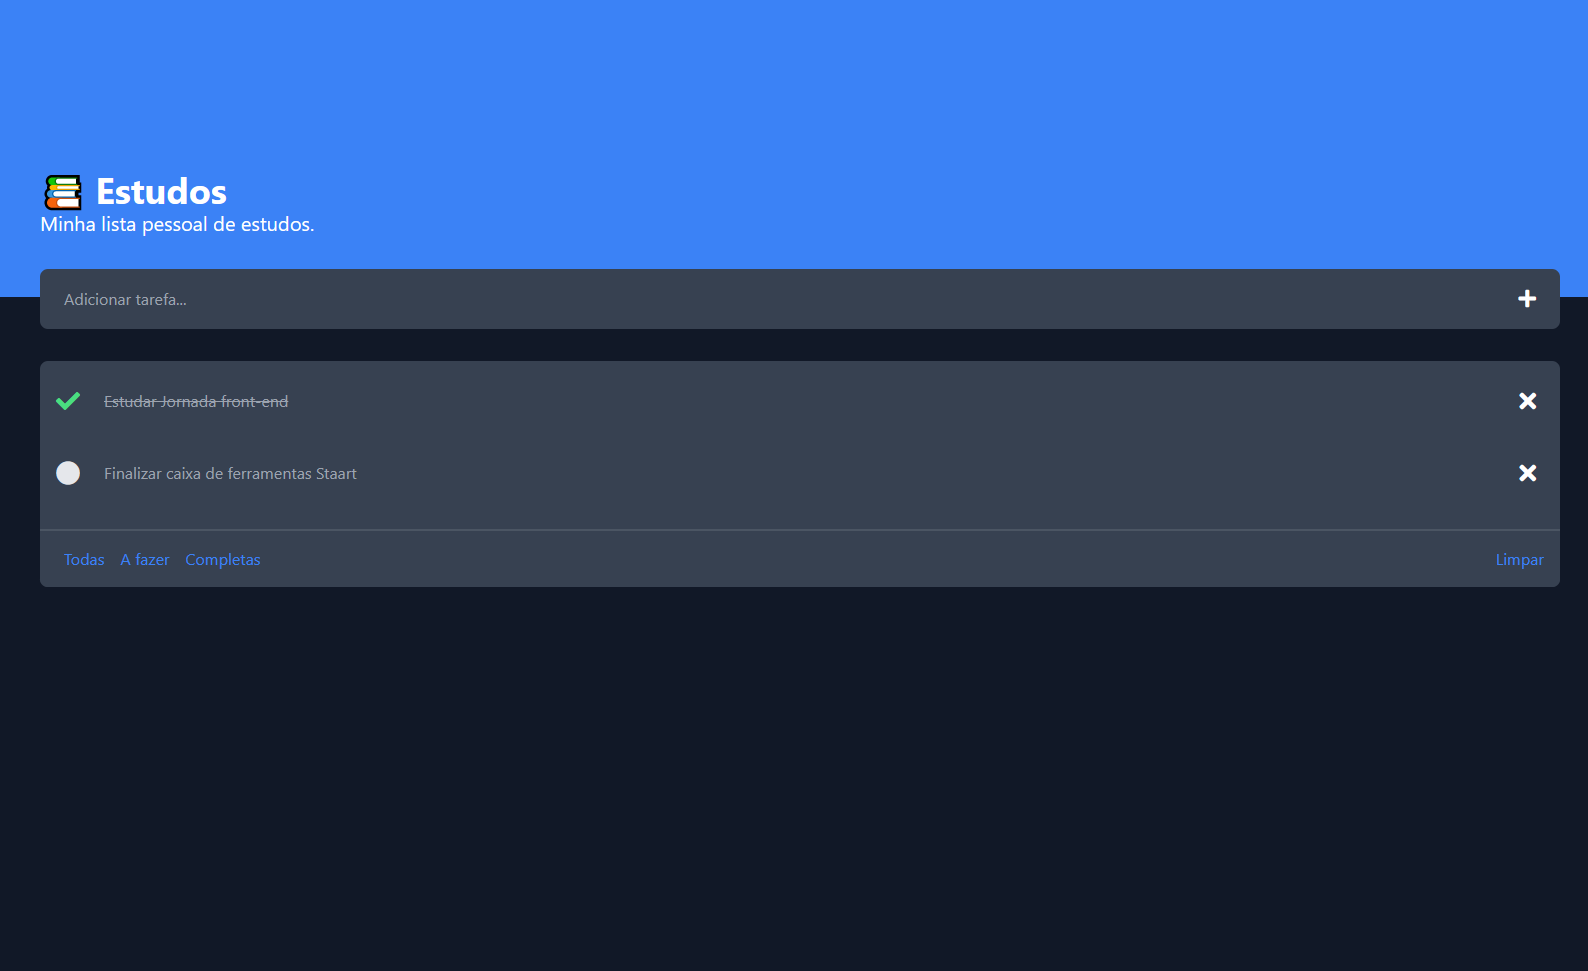 Estudos
Minha lista pessoal de estudos.
Adicionar tarefa...
Estudar Jornada front-end
Finalizar caixa de ferramentas Staart
Todas A fazer Completas Limpar